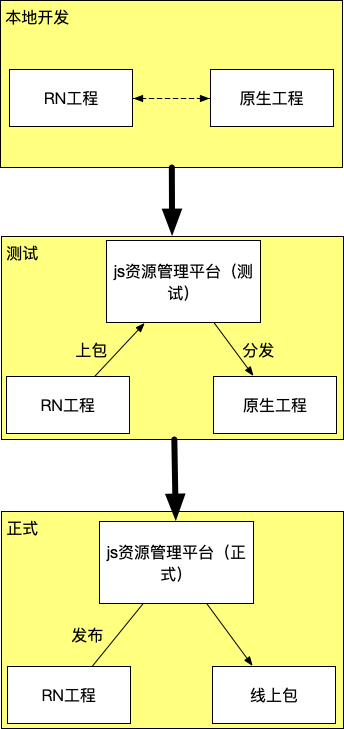 本地开发
RN工程
原生工程
测试
js资源管理平台（测
试）
上包
分发
RN工程
原生工程
正式
js资源管理平台（正
式）
发布
RN工程
线上包